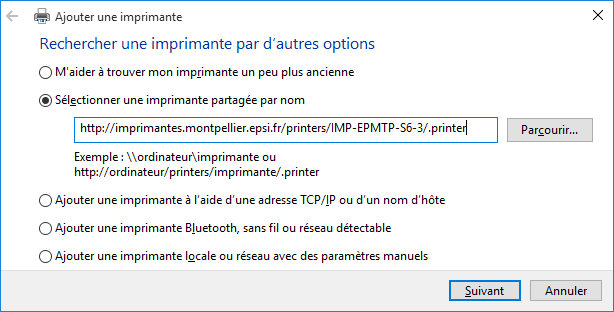 Ajouter une imprimante
Rechercher une imprimante par d'autres options
M'aider à trouver mon imprimante un peu plus ancienne
Sélectionner une imprimante partagée par nom
http://imprimantes.montpellier.epsi.fr/printers/IMP-EPMTP-S6-3/.printer
Parcourir...
Exemple : \\ordinateur\imprimante ou
http://ordinateur/printers/imprimante/.printer
Ajouter une imprimante à l'aide d'une adresse TCP/IP ou d'un nom d'hôte
Ajouter une imprimante Bluetooth, sans fil ou réseau détectable
Ajouter une imprimante locale ou réseau avec des paramètres manuels
Suivant
Annuler